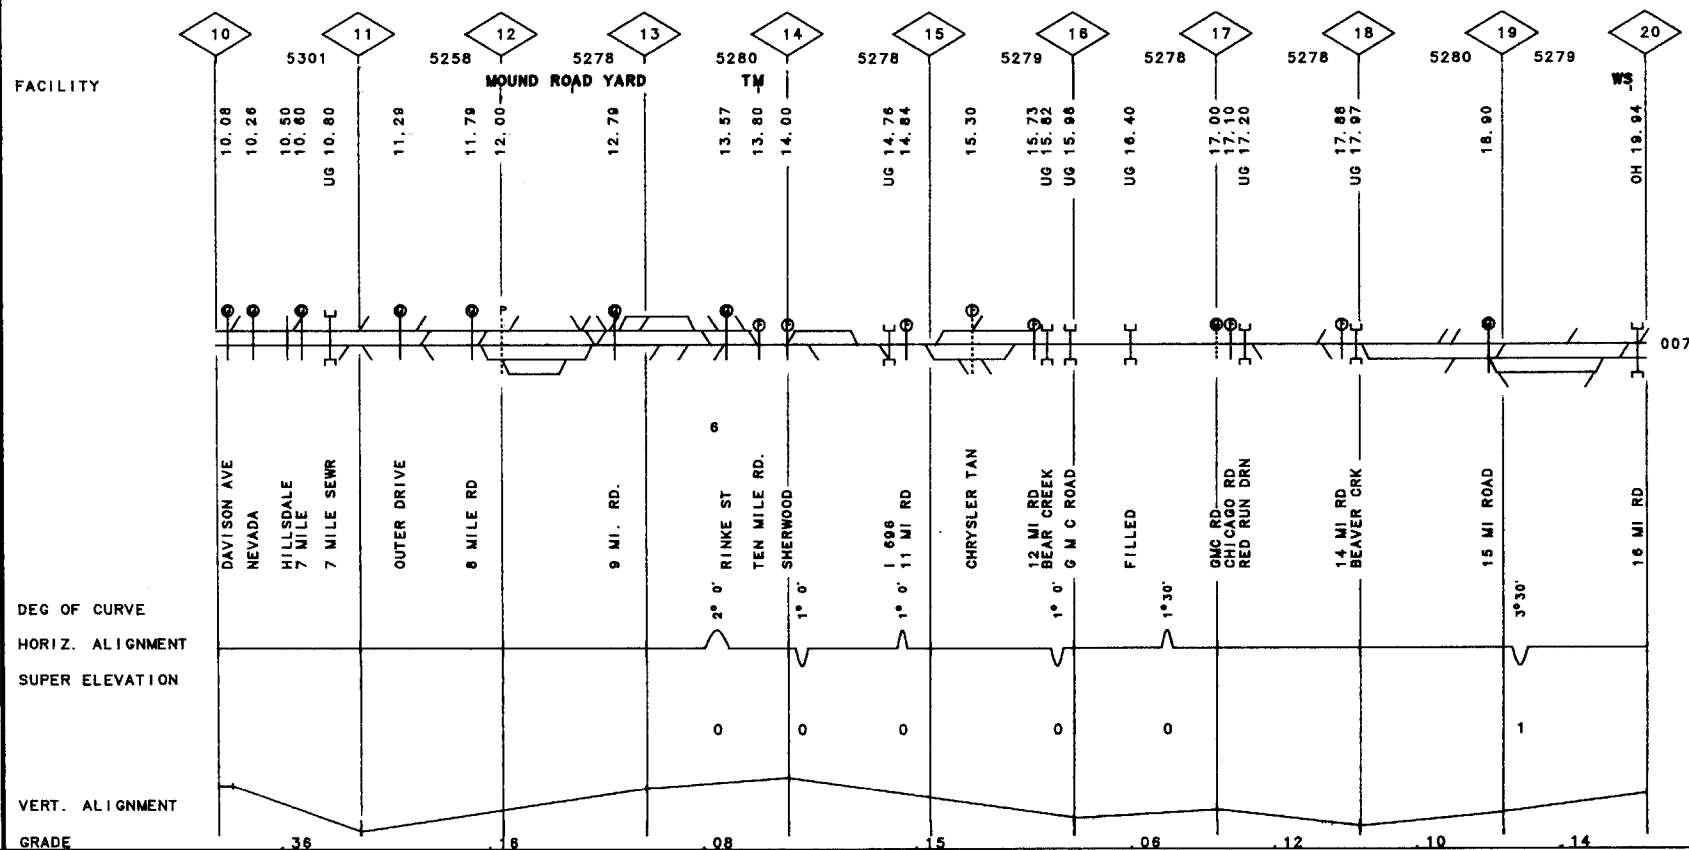 10 11 12 13 14 15 16 17 18 19 20
5301 5258 5278 5280 5278 5279 5278 5278 5280 5279
FACILITY MOUND ROAD YARD TM WS
10.08
10.26
10.50
10.60
UG 10.80
11.29
11.79
12.00
12.79
13.57
13.80
14.00
UG 14.76
14.84
15.30
15.73
UG 15.82
UG 15.98
UG 16.40
17.00
17.10
UG 17.20
17.88
UG 17.97
18.90
OH 19.94
P
007
6
DAVISON AVE
NEVADA
HILLSDALE
7 MILE
7 MILE SEWR
OUTER DRIVE
8 MILE RD
9 MI. RD.
RINKE ST
TEN MILE RD.
SHERWOOD
I 696
11 MI RD
CHRYSLER TAN
12 MI RD
BEAR CREEK
G M C ROAD
FILLED
GMC RD
CHICAGO RD
RED RUN DRN
14 MI RD
BEAVER CRK
15 MI ROAD
16 MI RD
DEG OF CURVE 2° 0' 1° 0' 1° 0' 1° 0' 1°30' 3°30'
HORIZ. ALIGNMENT
SUPER ELEVATION
0 0 0 0 0 1
VERT. ALIGNMENT
GRADE .36 .16 .08 .15 .06 .12 .10 .14